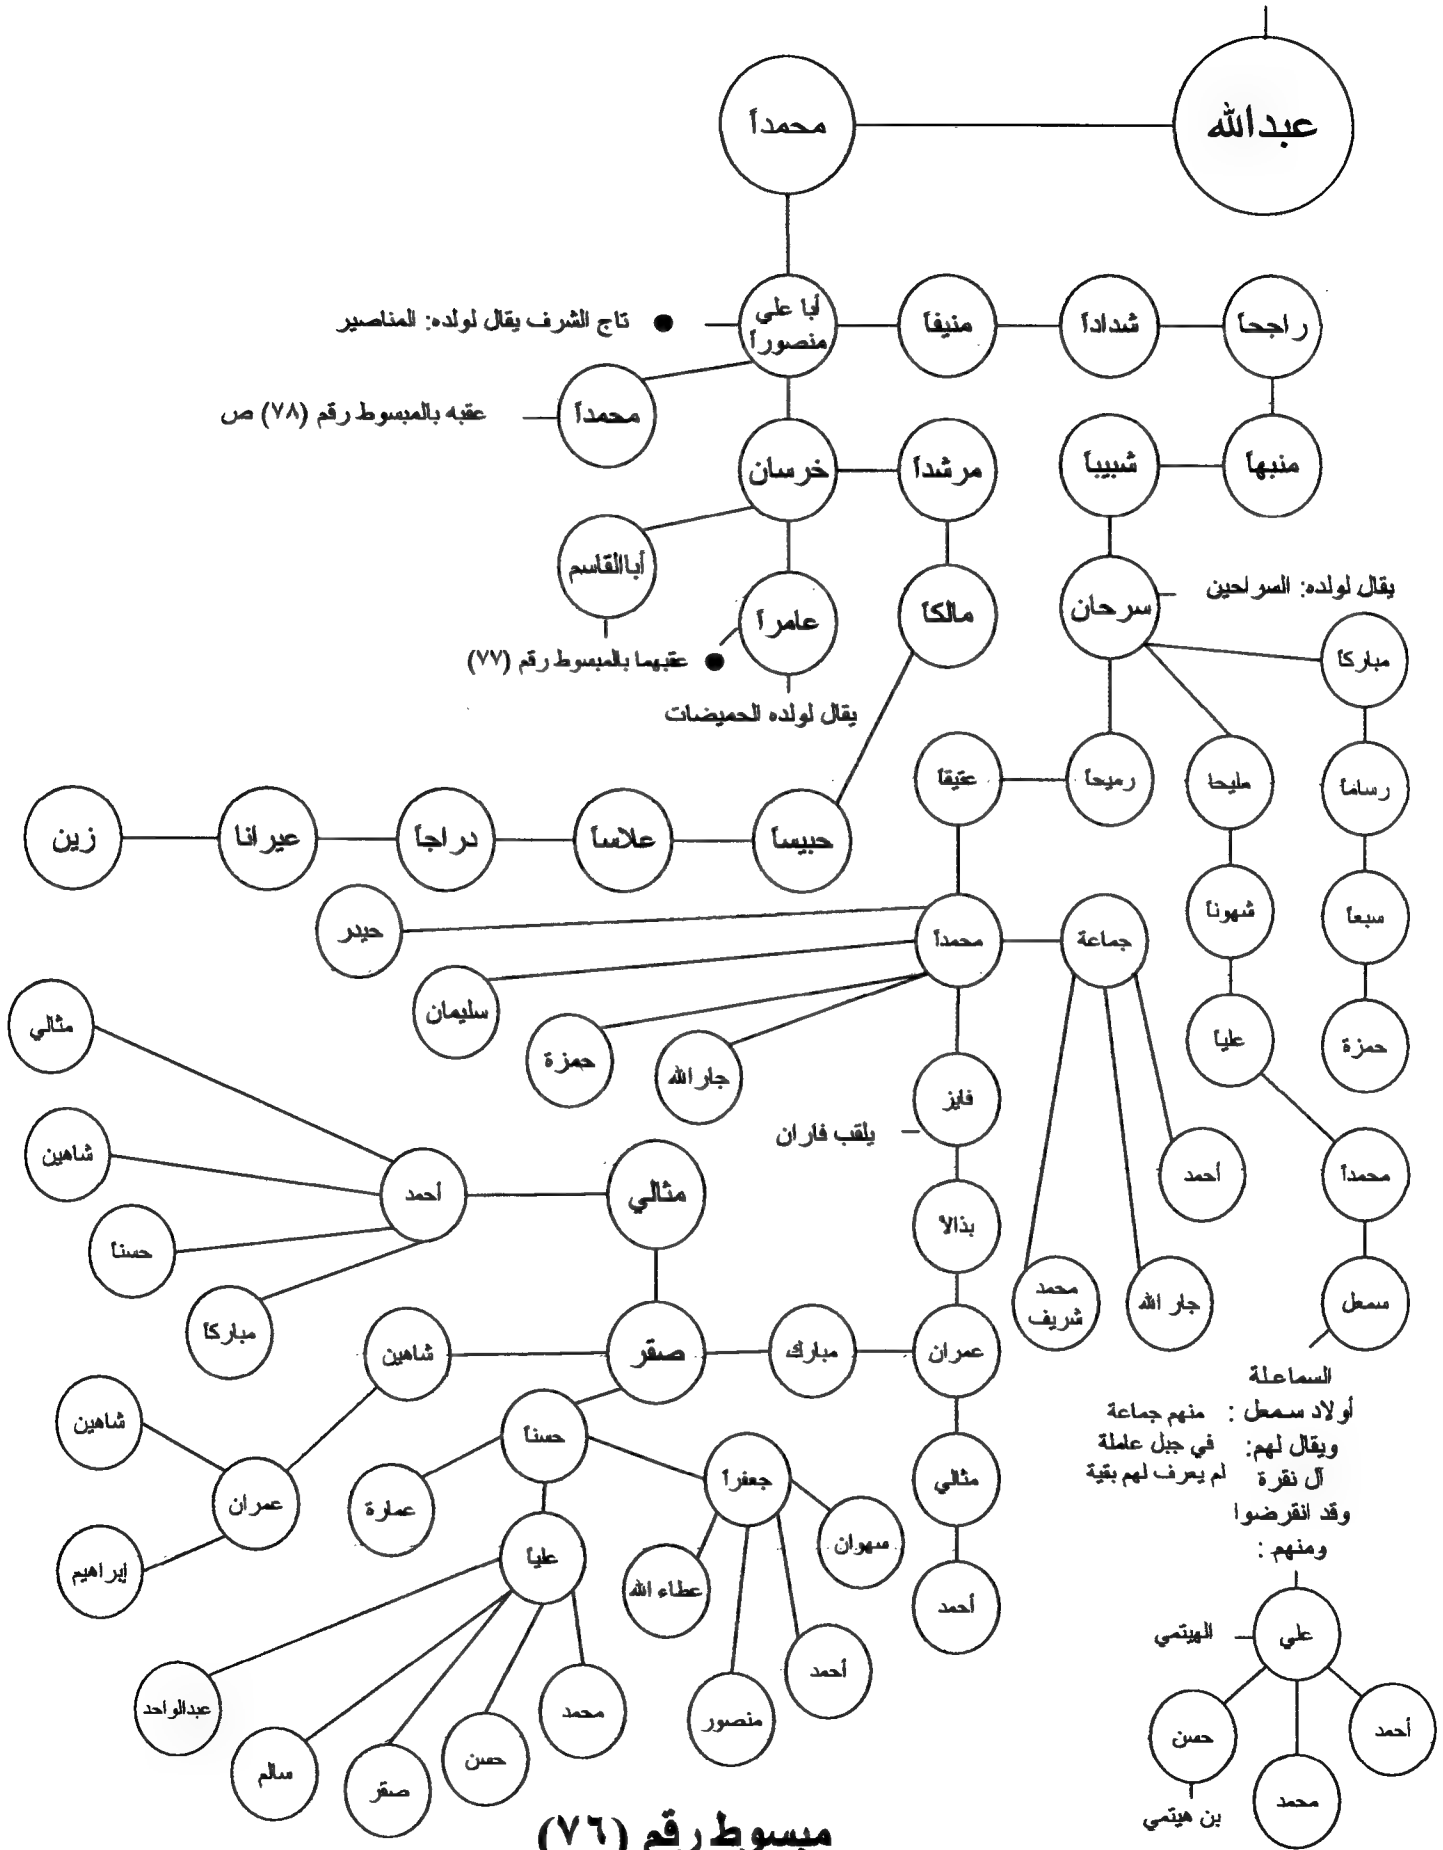 عبدالله
محمداً
أبا علي
منصوراً
تاج الشرف يقال لولده: المناصير
منيفاً
شداداً
راجحاً
محمداً
عقبه بالمبسوط رقم (٧٨) ص
خرسان
مرشداً
شبيباً
منبهاً
أباالقاسم
عامراً
مالكاً
سرحان
يقال لولده: السراحين
مباركاً
عقبهما بالمبسوط رقم (٧٧)
يقال لولده الحميضات
عتيقاً
رميحاً
مليحا
رساماً
حبيساً
علاساً
دراجاً
عيرانا
زين
حيدر
محمداً
جماعة
شهوناً
سبعاً
سليمان
حمزة
جار الله
علياً
حمزة
مثالي
فايز
يلقب فاران
شاهين
أحمد
مثالي
أحمد
محمداً
حسناً
بذالاً
مباركاً
محمد
شريف
جار الله
سمعل
شاهين
صقر
مبارك
عمران
السماعلة
أولاد سمعل : منهم جماعة
ويقال لهم: في جبل عاملة
آل نقرة لم يعرف لهم بقية
وقد انقرضوا
ومنهم :
شاهين
حسناً
جعفراً
مثالي
عمران
عمارة
سهوان
إبراهيم
علياً
عطاء الله
أحمد
علي
الهيتمي
عبدالواحد
سالم
صقر
حسن
محمد
منصور
أحمد
حسن
محمد
أحمد
بن هيتمي
مبسوط رقم (٧٦)